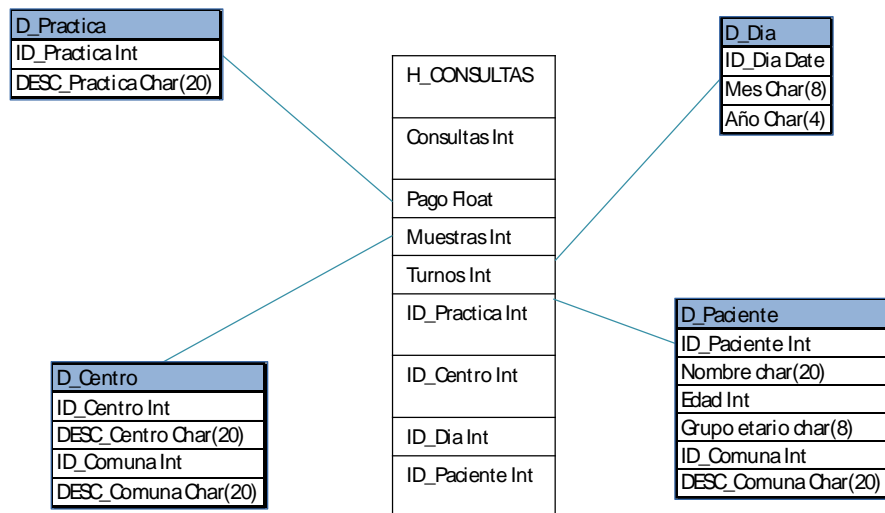 D_Practica
ID_Practica Int
DESC_Practica Char(20)
H_CONSULTAS
Consultas Int
Pago Float
Muestras Int
Turnos Int
ID_Practica Int
ID_Centro Int
ID_Dia Int
ID_Paciente Int
D_Dia
ID_Dia Date
Mes Char(8)
Año Char(4)
D_Centro
ID_Centro Int
DESC_Centro Char(20)
ID_Comuna Int
DESC_Comuna Char(20)
D_Paciente
ID_Paciente Int
Nombre char(20)
Edad Int
Grupo etario char(8)
ID_Comuna Int
DESC_Comuna Char(20)